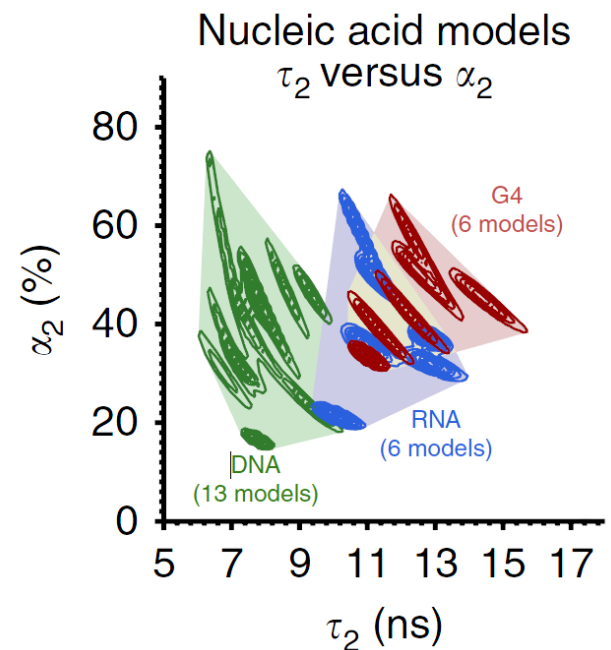 Nucleic acid models
τ₂ versus α₂
80
60
40
20
0
α₂ (%)
G4
(6 models)
RNA
(6 models)
DNA
(13 models)
5 7 9 11 13 15 17
τ₂ (ns)